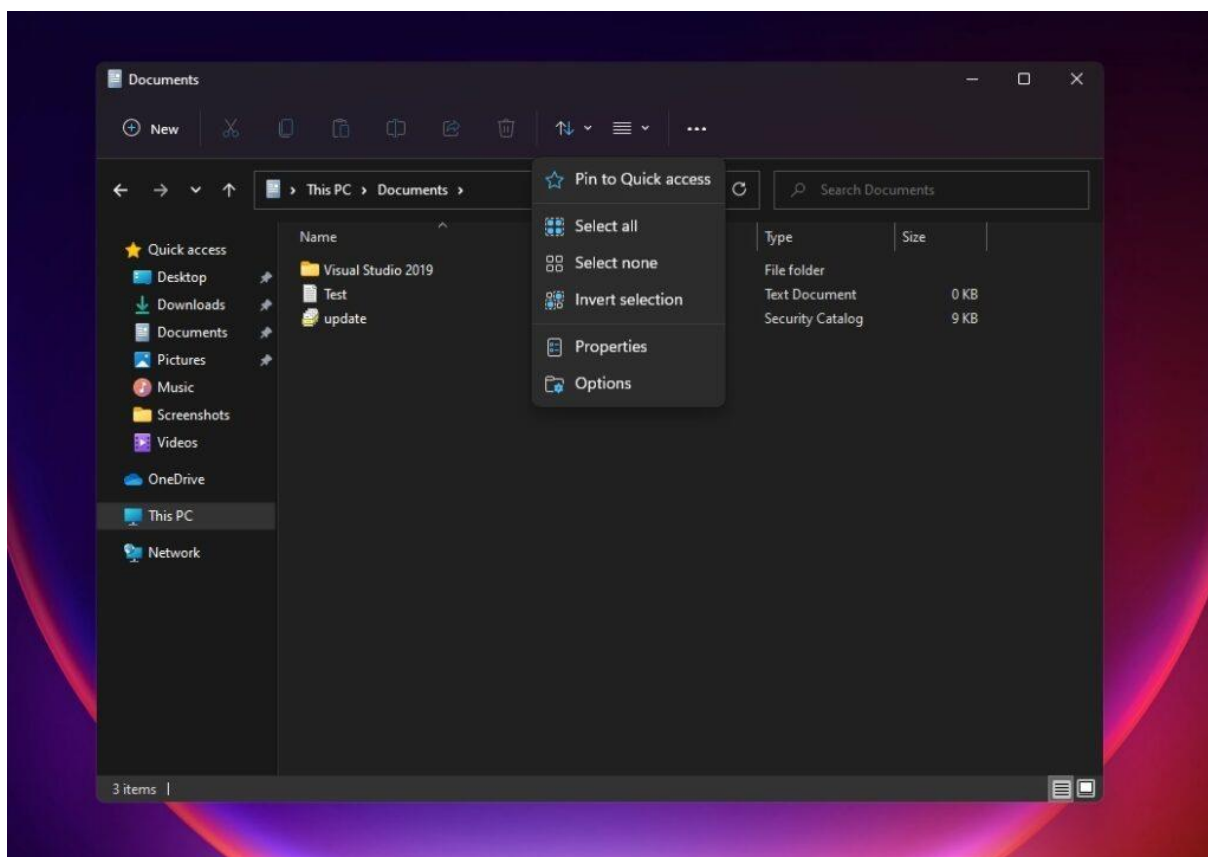 Documents
New
This PC > Documents >
Search Documents
Pin to Quick access
Select all
Select none
Invert selection
Properties
Options
Quick access
Desktop
Downloads
Documents
Pictures
Music
Screenshots
Videos
OneDrive
This PC
Network
Name Type Size
Visual Studio 2019 File folder
Test Text Document 0 KB
update Security Catalog 9 KB
3 items